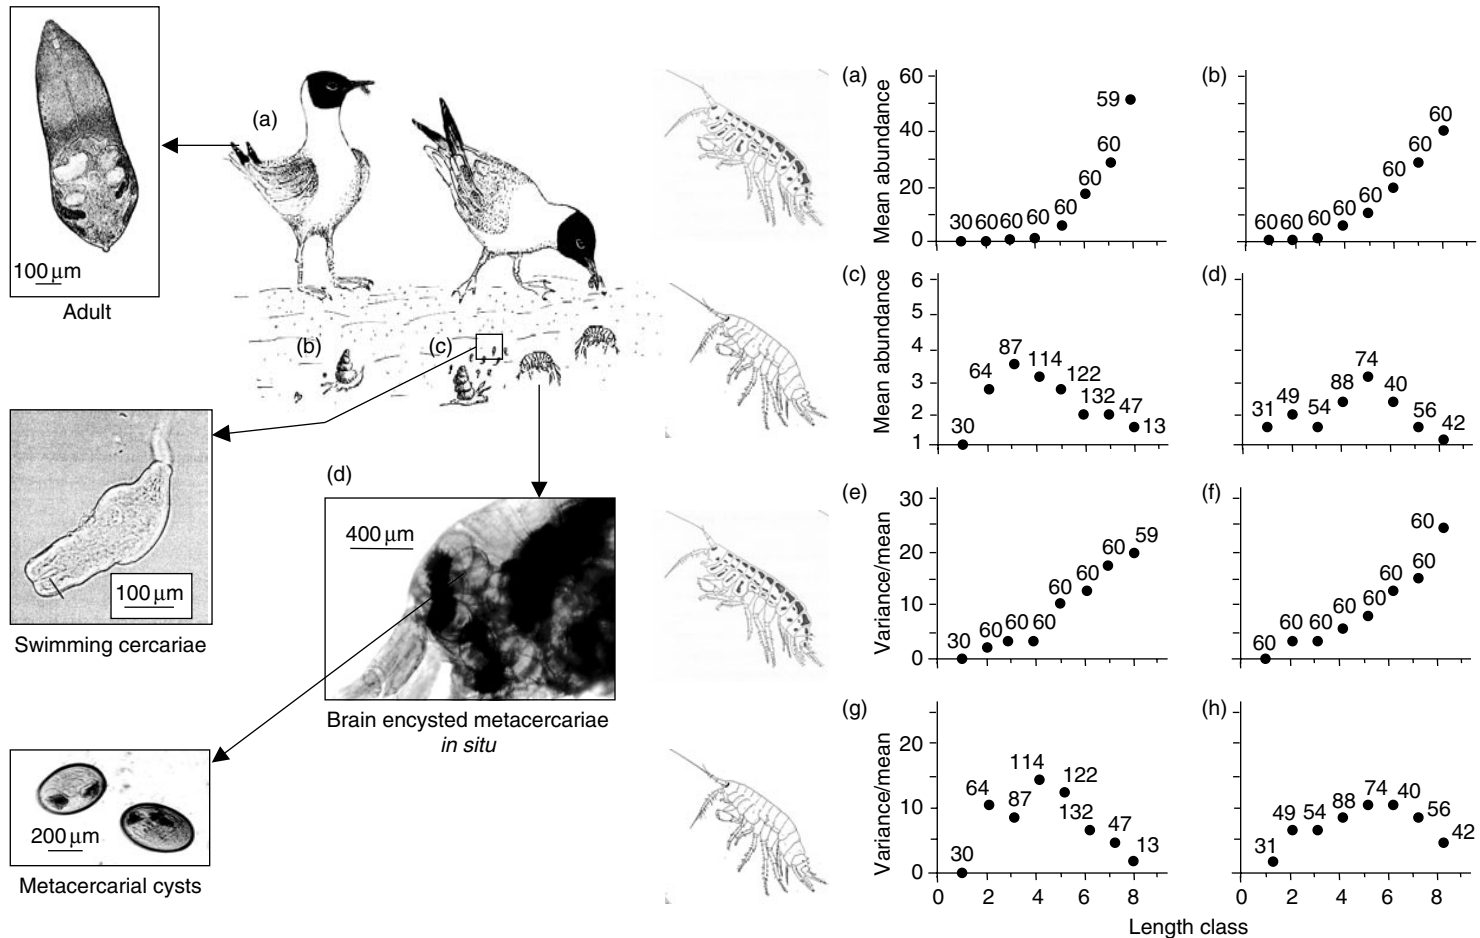 (a)
100 μm
Adult
(b)
(c)
100 μm
Swimming cercariae
(d)
400 μm
Brain encysted metacercariae
in situ
200 μm
Metacercarial cysts
(a)
Mean abundance
60
40
20
0
30 60 60 60 60 60 60 59
(b)
60 60 60 60 60 60 60 60
(c)
Mean abundance
6
5
4
3
2
1
30 64 87 114 122 132 47 13
(d)
31 49 54 88 74 40 56 42
(e)
Variance/mean
30
20
10
0
30 60 60 60 60 60 60 59
(f)
60 60 60 60 60 60 60 60
(g)
Variance/mean
20
10
0
30 64 87 114 122 132 47 13
0 2 4 6 8
(h)
31 49 54 88 74 40 56 42
0 2 4 6 8
Length class